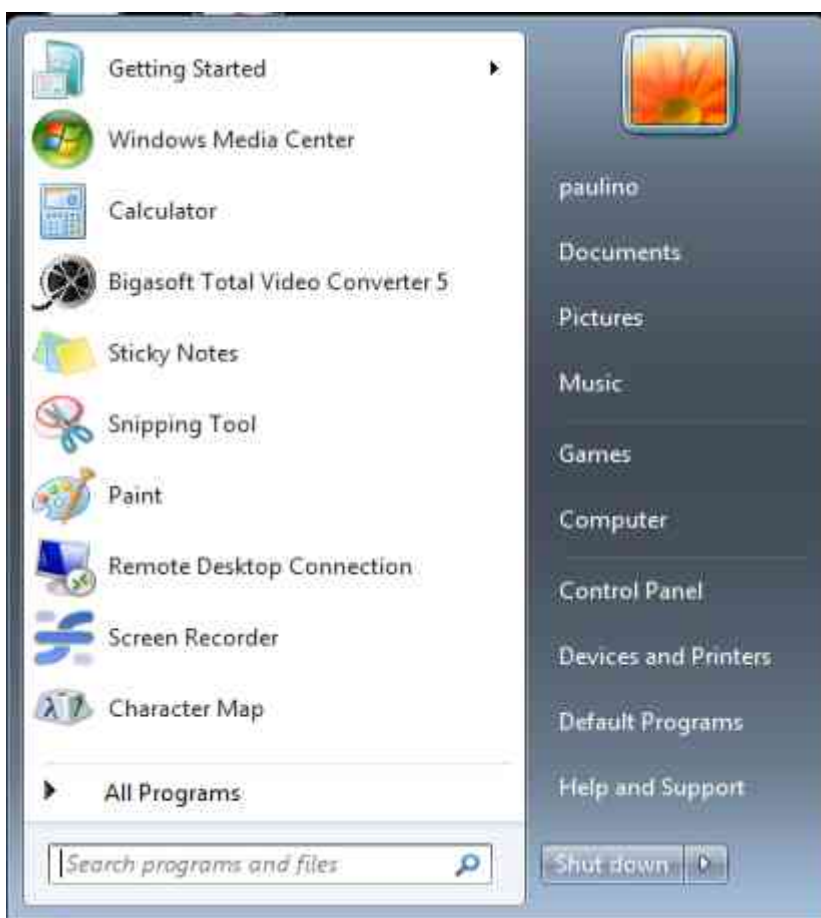 Getting Started
Windows Media Center
Calculator
Bigasoft Total Video Converter 5
Sticky Notes
Snipping Tool
Paint
Remote Desktop Connection
Screen Recorder
Character Map
All Programs
Search programs and files
paulino
Documents
Pictures
Music
Games
Computer
Control Panel
Devices and Printers
Default Programs
Help and Support
Shut down